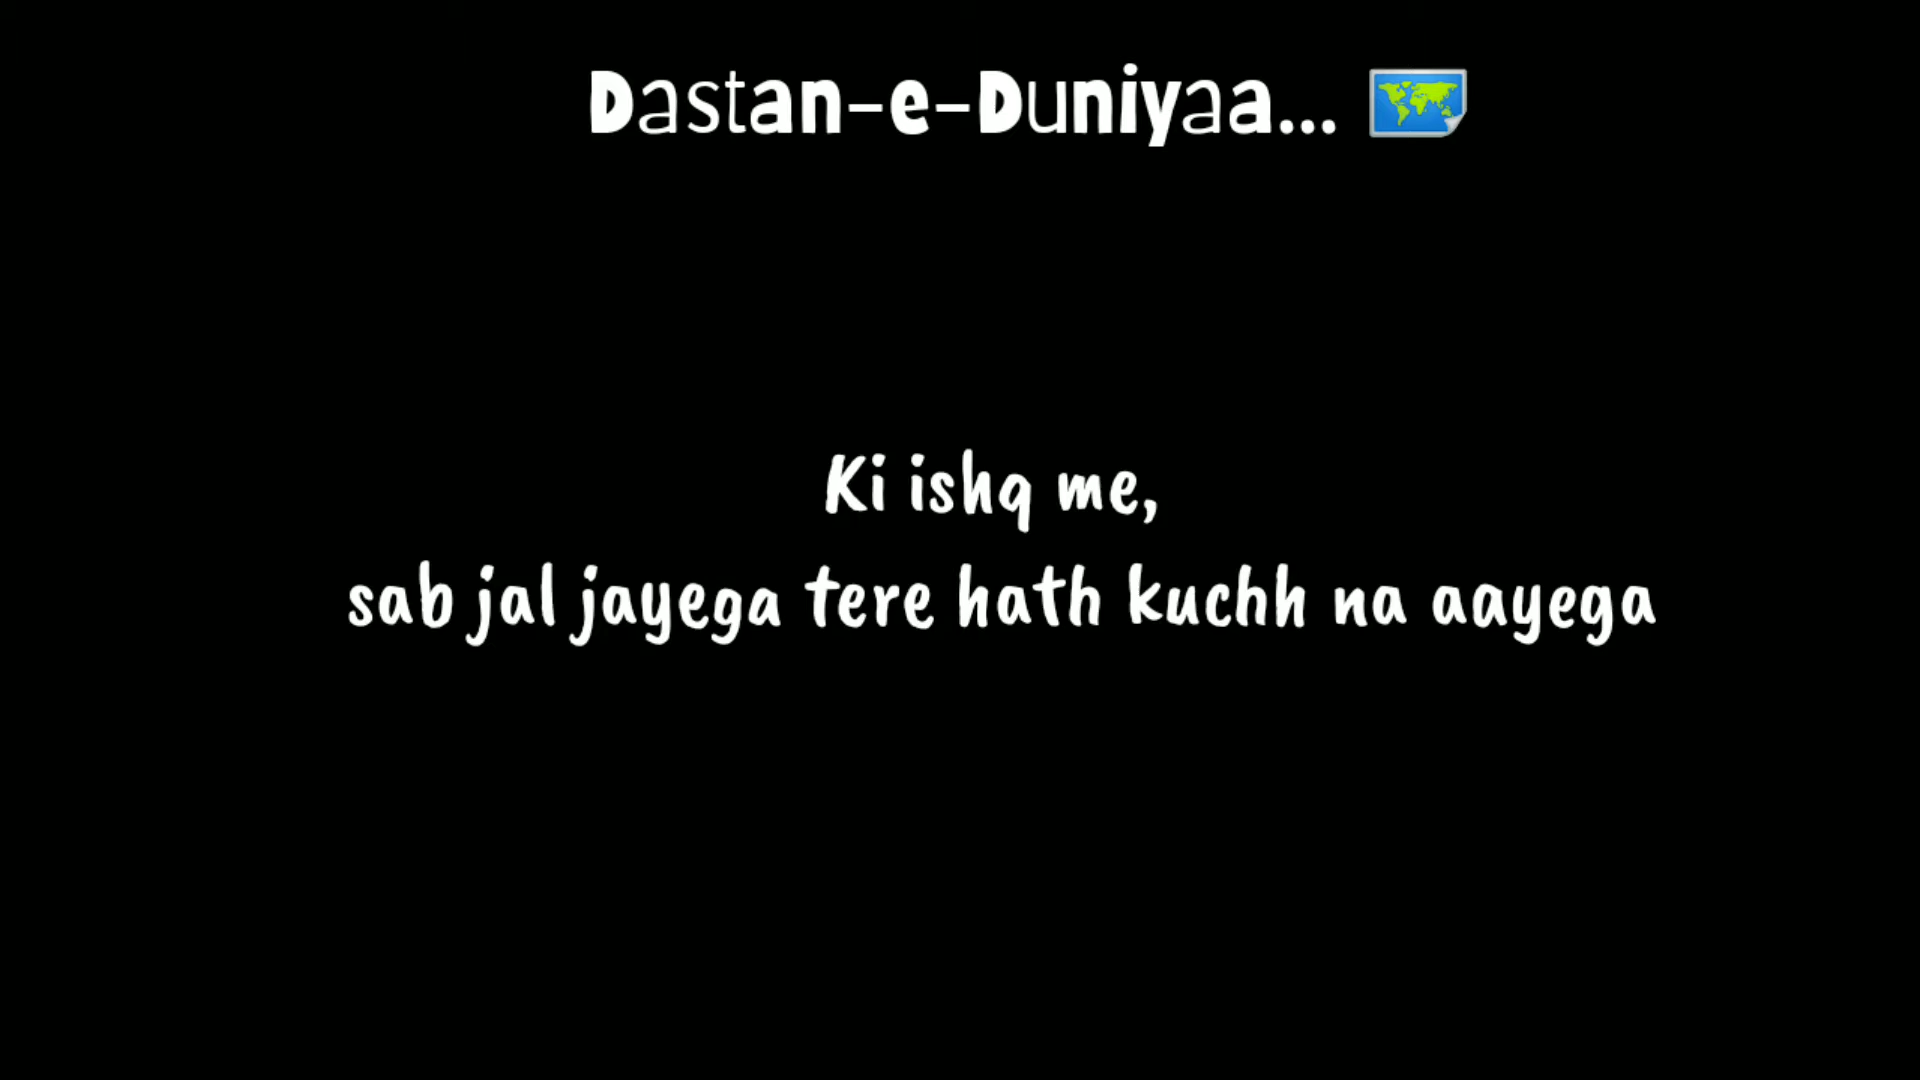 Dastan-e-Duniyaa... 🗺️
Ki ishq me,
sab jal jayega tere hath kuchh na aayega